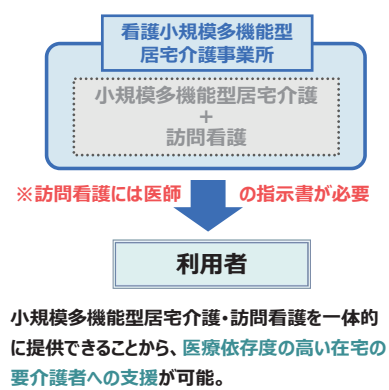 看護小規模多機能型
居宅介護事業所
小規模多機能型居宅介護
+
訪問看護
※訪問看護には医師の指示書が必要
利用者
小規模多機能型居宅介護・訪問看護を一体的
に提供できることから、医療依存度の高い在宅の
要介護者への支援が可能。